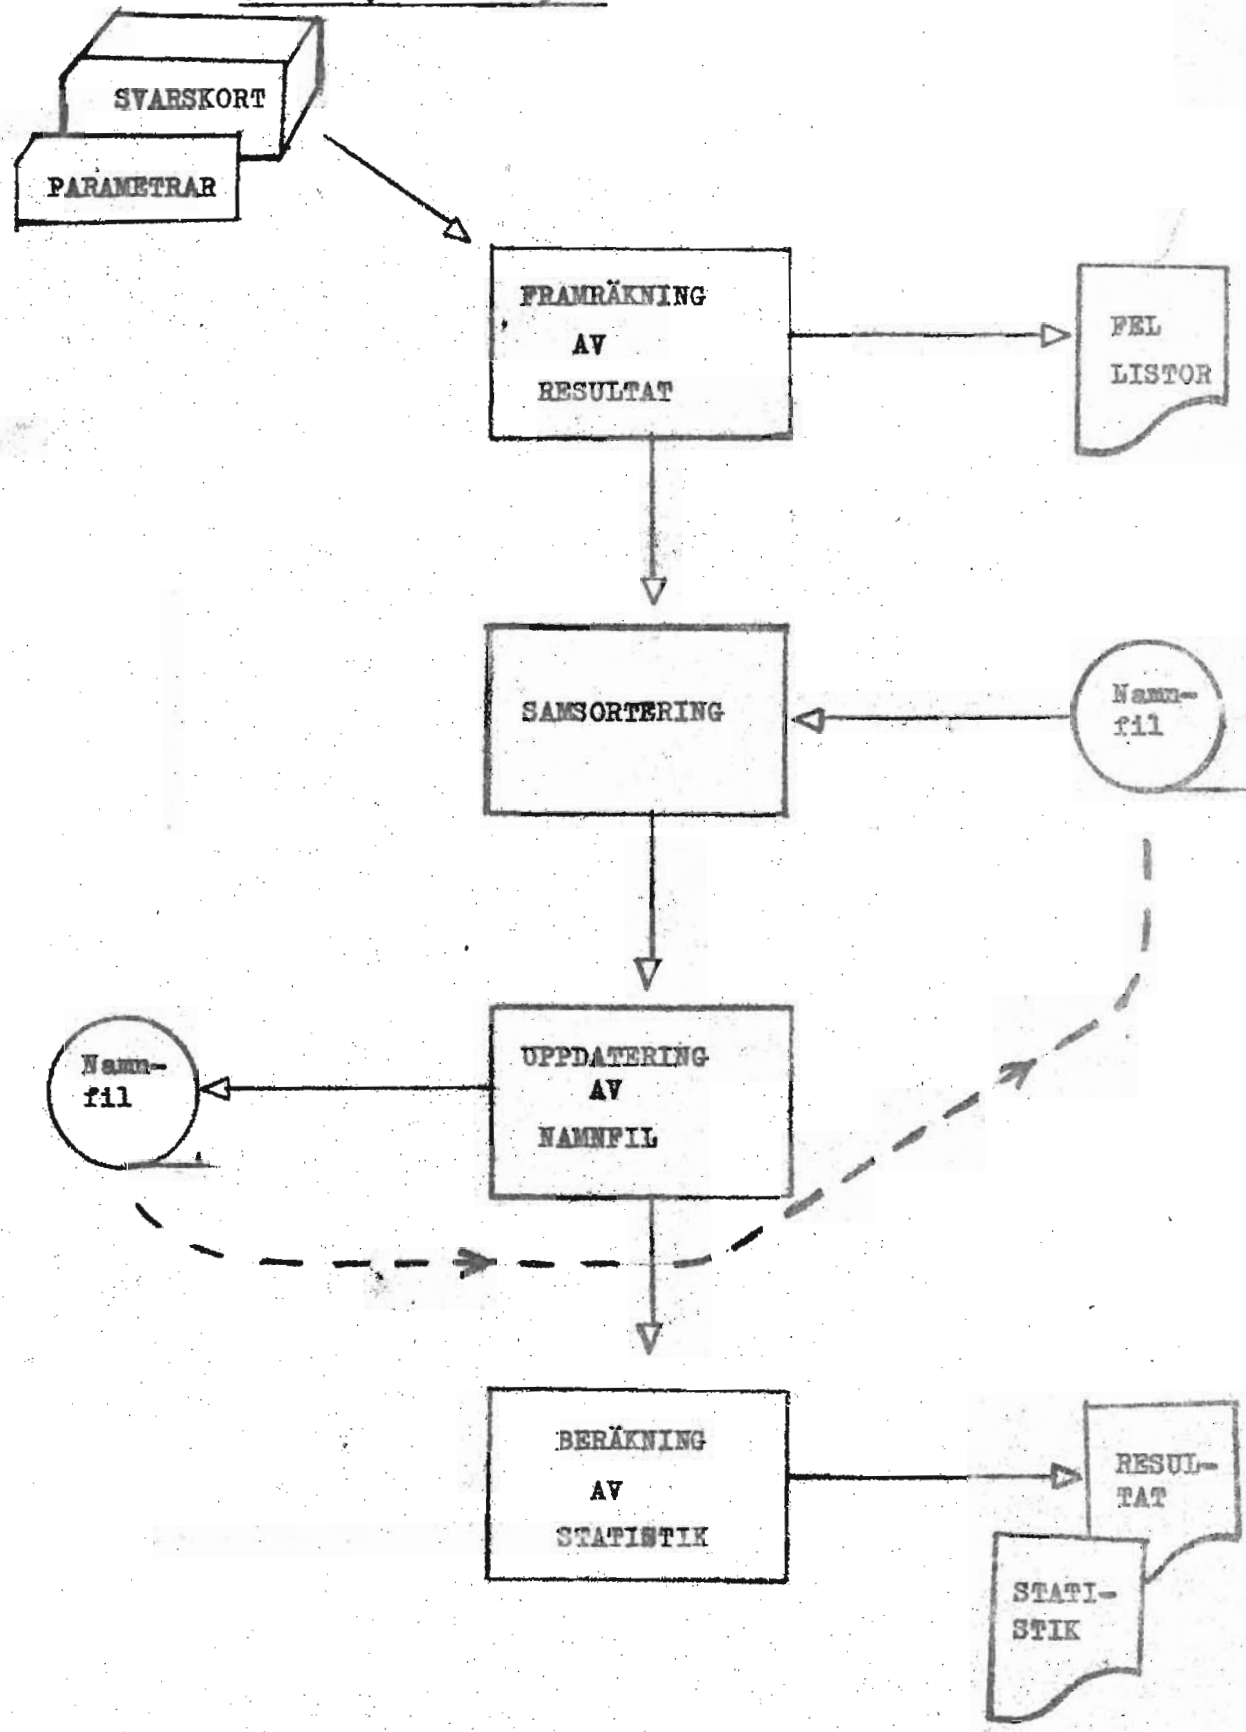 SVARSKORT
PARAMETRAR
FRAMRÄKNING
AV
RESULTAT
FEL
LISTOR
SAMSORTERING
Namn-
fil
UPPDATERING
AV
NAMNFIL
Namn-
fil
BERÄKNING
AV
STATISTIK
RESUL-
TAT
STATI-
STIK